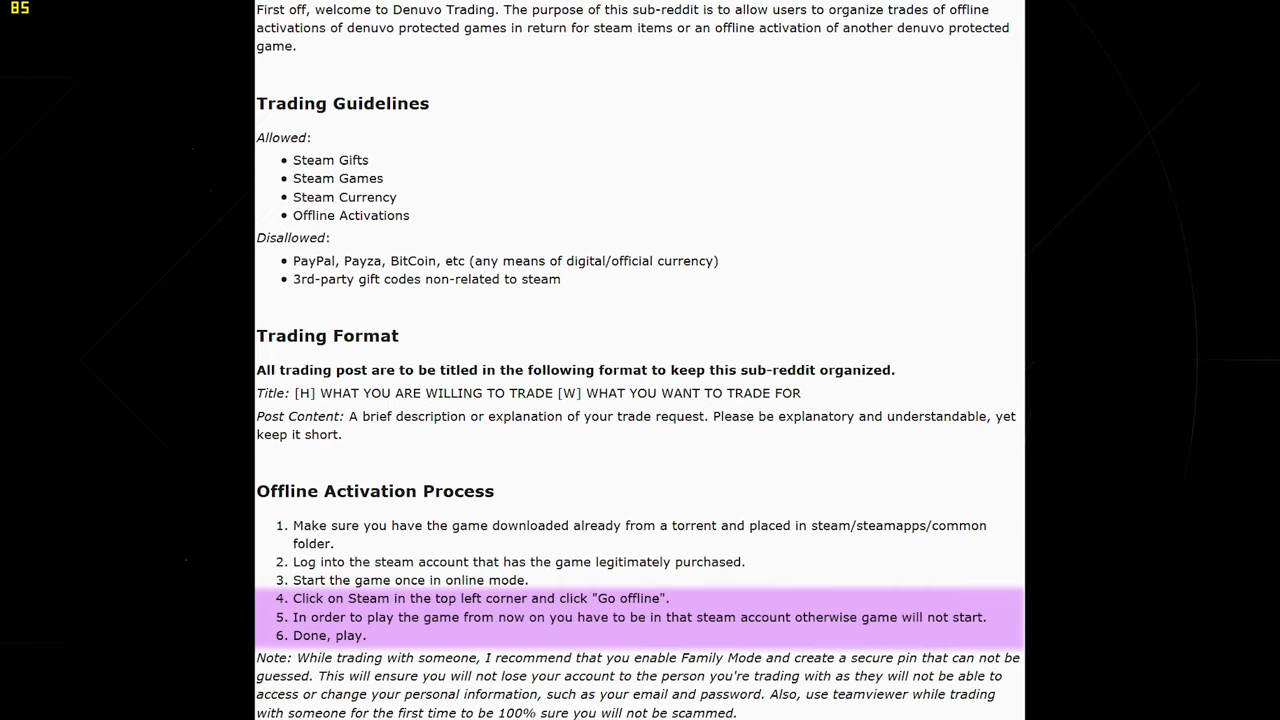 85
First off, welcome to Denuvo Trading. The purpose of this sub-reddit is to allow users to organize trades of offline
activations of denuvo protected games in return for steam items or an offline activation of another denuvo protected
game.
Trading Guidelines
Allowed:
• Steam Gifts
• Steam Games
• Steam Currency
• Offline Activations
Disallowed:
• PayPal, Payza, BitCoin, etc (any means of digital/official currency)
• 3rd-party gift codes non-related to steam
Trading Format
All trading post are to be titled in the following format to keep this sub-reddit organized.
Title: [H] WHAT YOU ARE WILLING TO TRADE [W] WHAT YOU WANT TO TRADE FOR
Post Content: A brief description or explanation of your trade request. Please be explanatory and understandable, yet
keep it short.
Offline Activation Process
1. Make sure you have the game downloaded already from a torrent and placed in steam/steamapps/common
folder.
2. Log into the steam account that has the game legitimately purchased.
3. Start the game once in online mode.
4. Click on Steam in the top left corner and click "Go offline".
5. In order to play the game from now on you have to be in that steam account otherwise game will not start.
6. Done, play.
Note: While trading with someone, I recommend that you enable Family Mode and create a secure pin that can not be
guessed. This will ensure you will not lose your account to the person you're trading with as they will not be able to
access or change your personal information, such as your email and password. Also, use teamviewer while trading
with someone for the first time to be 100% sure you will not be scammed.